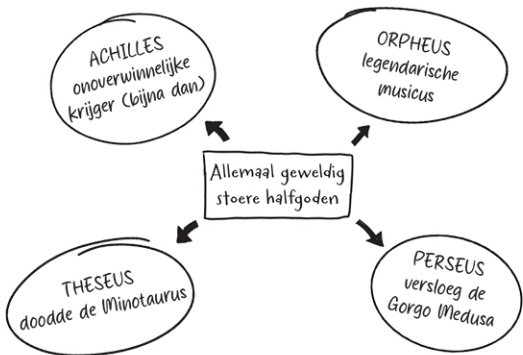 ACHILLES
onoverwinnelijke
krijger (bijna dan)
ORPHEUS
legendarische
musicus
Allemaal geweldig
stoere halfgoden
THESEUS
doodde de Minotaurus
PERSEUS
versloeg de
Gorgo Medusa